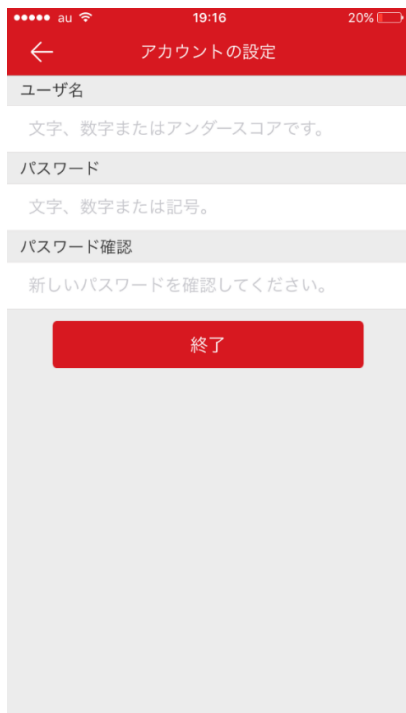 au 19:16 20%
アカウントの設定
ユーザ名
文字、数字またはアンダースコアです。
パスワード
文字、数字または記号。
パスワード確認
新しいパスワードを確認してください。
終了